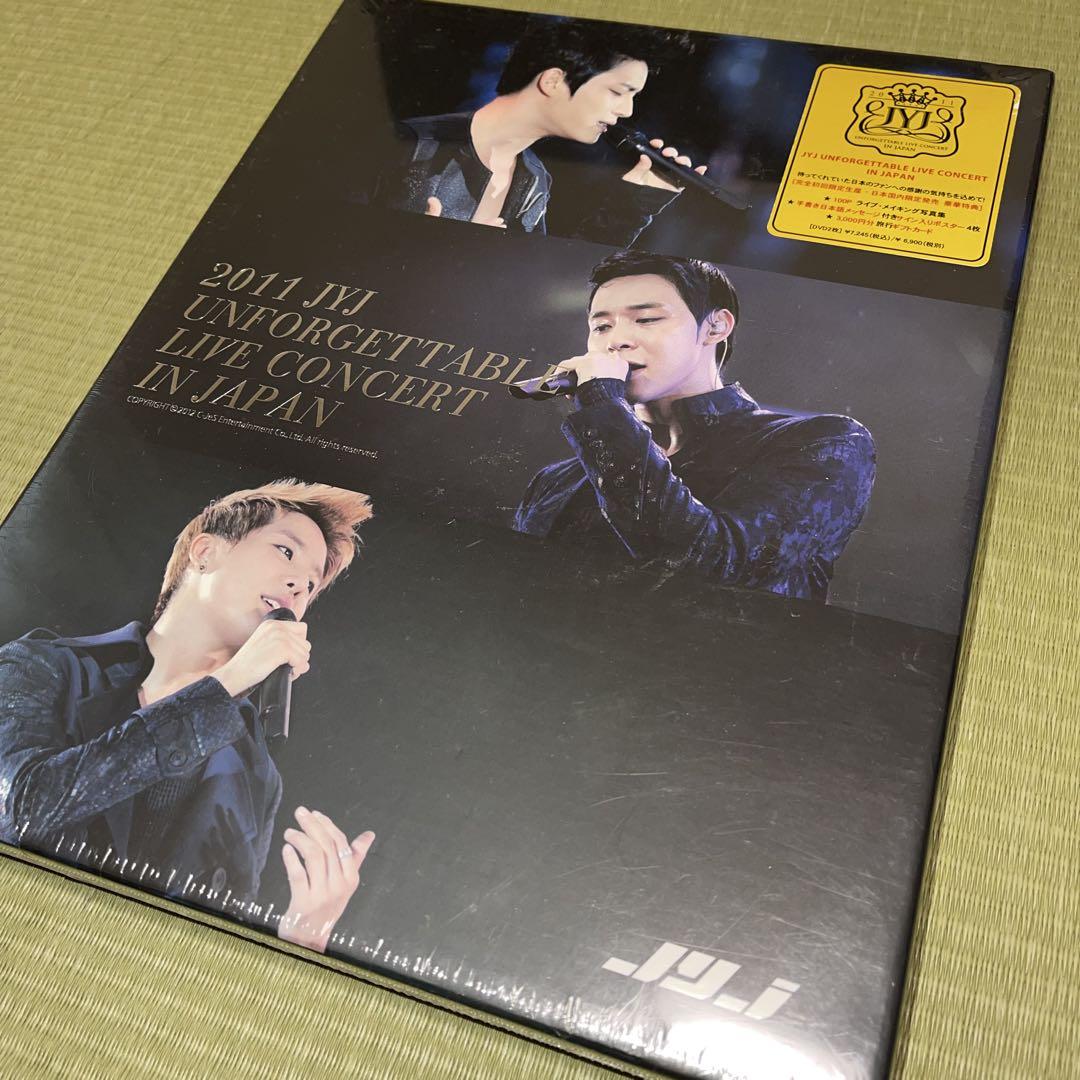 2011
JYJ
UNFORGETTABLE LIVE CONCERT
IN JAPAN
JYJ UNFORGETTABLE LIVE CONCERT
IN JAPAN
待ってくれていた日本のファンへの感謝の気持ちを込めて!
[完全初回限定生産・日本国内限定発売 豪華特典]
★ 100P ライブ・メイキング写真集
★ 手書き日本語メッセージ付きサイン入りポスター 4枚
★ 3,000円分 旅行ギフトカード
[DVD2枚] ¥7,245(税込)/¥ 6,900(税別)
2011 JYJ
UNFORGETTABLE
LIVE CONCERT
IN JAPAN
COPYRIGHT©2012 C-JeS Entertainment Co.,Ltd. All rights reserved.
JYJ